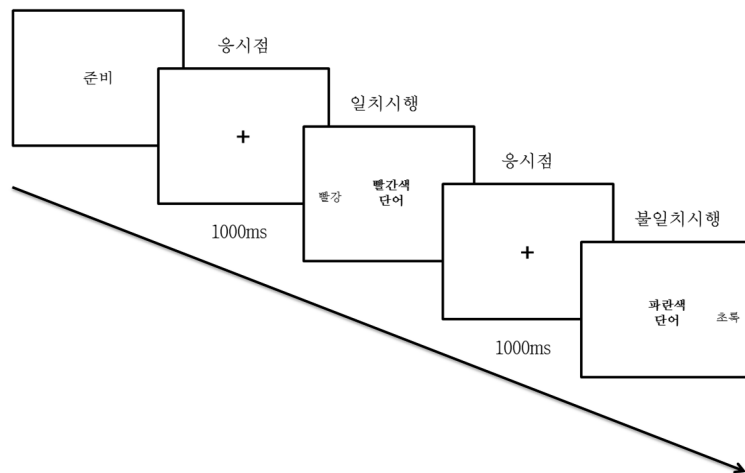 준비
응시점
+
1000ms
일치시행
빨강
빨간색
단어
응시점
+
1000ms
불일치시행
파란색
단어
초록